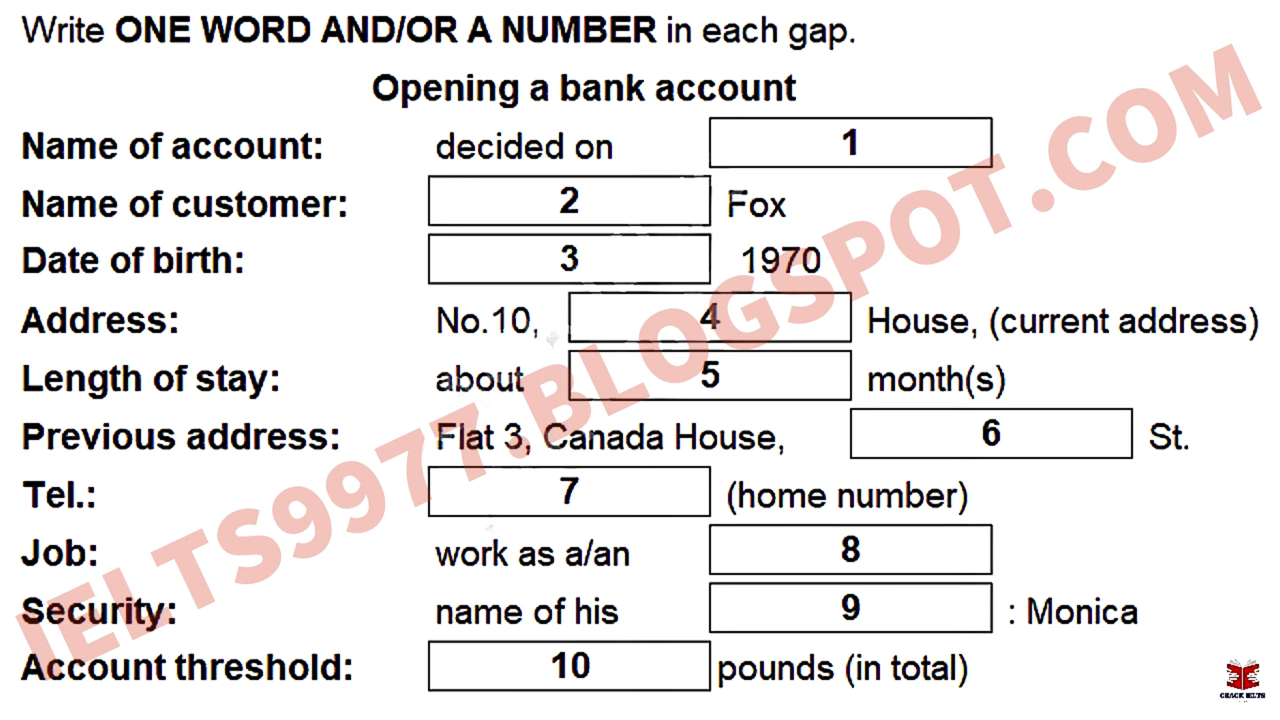 Write ONE WORD AND/OR A NUMBER in each gap.
Opening a bank account
Name of account: decided on 1
Name of customer: 2 Fox
Date of birth: 3 1970
Address: No.10, 4 House, (current address)
Length of stay: about 5 month(s)
Previous address: Flat 3, Canada House, 6 St.
Tel.: 7 (home number)
Job: work as a/an 8
Security: name of his 9 : Monica
Account threshold: 10 pounds (in total)
IELTS9977.BLOGSPOT.COM
CRACK IELTS